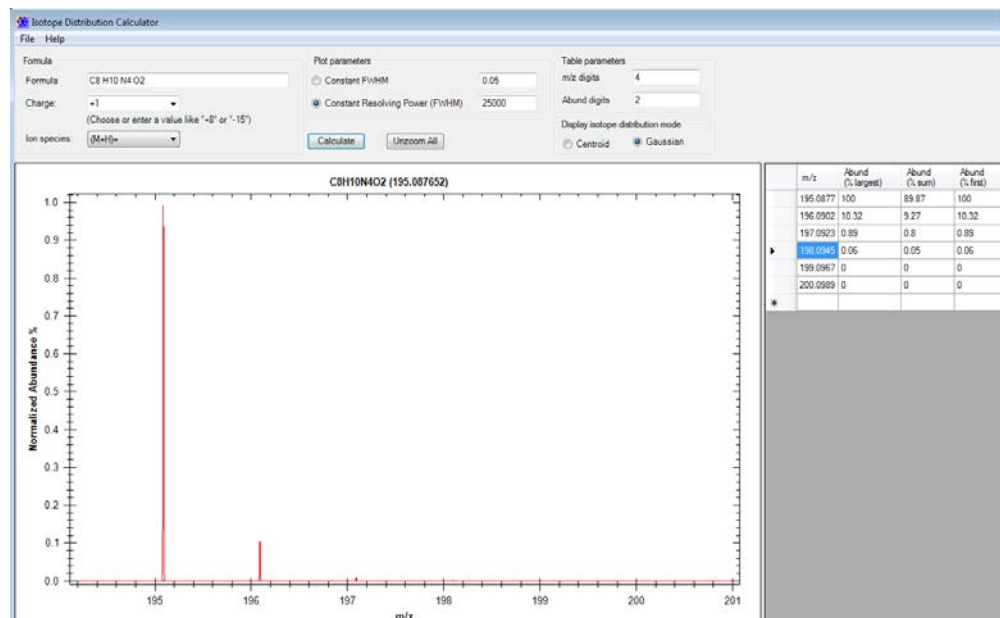 Isotope Distribution Calculator
File Help
Formula Plot parameters Table parameters
Formula C8 H10 N4 O2 Constant FWHM 0.05 m/z digits 4
Charge: +1 Constant Resolving Power (FWHM) 25000 Abund digits 2
(Choose or enter a value like "+8" or "-15")
Display isotope distribution mode
Ion species: (M+H)+ Calculate Unzoom All Centroid Gaussian
C8H10N4O2 (195.087652)
Normalized Abundance %
1.0
0.9
0.8
0.7
0.6
0.5
0.4
0.3
0.2
0.1
0.0
195 196 197 198 199 200 201
m/z
m/z Abund (% largest) Abund (% sum) Abund (% first)
195.0877 100 89.87 100
196.0902 10.32 9.27 10.32
197.0923 0.89 0.8 0.89
198.0945 0.06 0.05 0.06
199.0967 0 0 0
200.0989 0 0 0